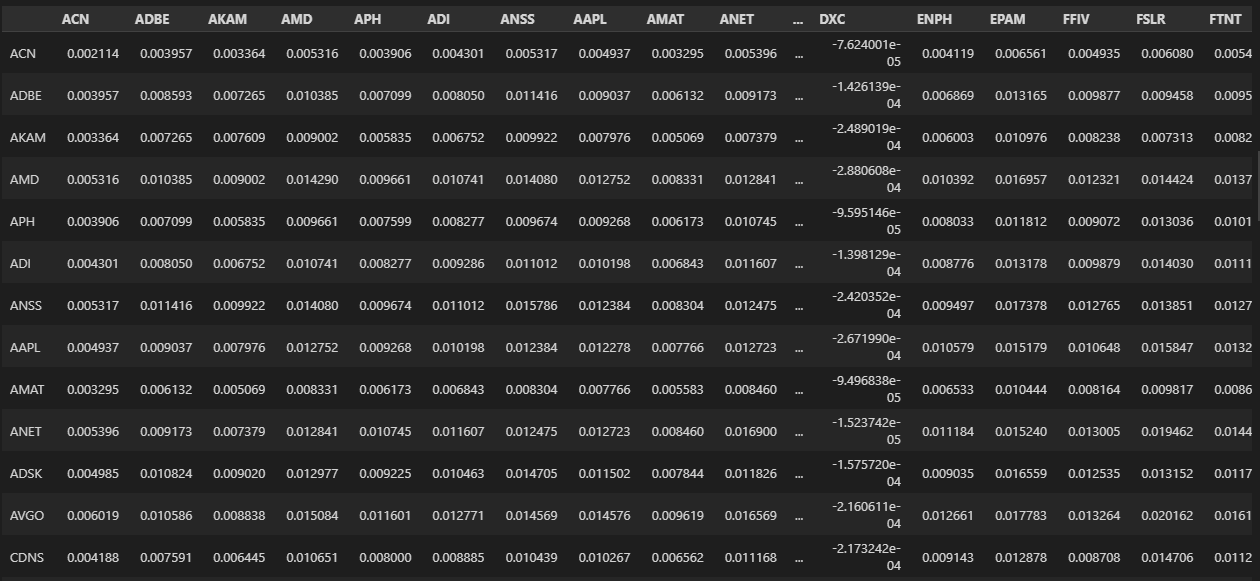 ACN ADBE AKAM AMD APH ADI ANSS AAPL AMAT ANET ... DXC ENPH EPAM FFIV FSLR FTNT
ACN 0.002114 0.003957 0.003364 0.005316 0.003906 0.004301 0.005317 0.004937 0.003295 0.005396 ... -7.624001e-05 0.004119 0.006561 0.004935 0.006080 0.0054
ADBE 0.003957 0.008593 0.007265 0.010385 0.007099 0.008050 0.011416 0.009037 0.006132 0.009173 ... -1.426139e-04 0.006869 0.013165 0.009877 0.009458 0.0095
AKAM 0.003364 0.007265 0.007609 0.009002 0.005835 0.006752 0.009922 0.007976 0.005069 0.007379 ... -2.489019e-04 0.006003 0.010976 0.008238 0.007313 0.0082
AMD 0.005316 0.010385 0.009002 0.014290 0.009661 0.010741 0.014080 0.012752 0.008331 0.012841 ... -2.880608e-04 0.010392 0.016957 0.012321 0.014424 0.0137
APH 0.003906 0.007099 0.005835 0.009661 0.007599 0.008277 0.009674 0.009268 0.006173 0.010745 ... -9.595146e-05 0.008033 0.011812 0.009072 0.013036 0.0101
ADI 0.004301 0.008050 0.006752 0.010741 0.008277 0.009286 0.011012 0.010198 0.006843 0.011607 ... -1.398129e-04 0.008776 0.013178 0.009879 0.014030 0.0111
ANSS 0.005317 0.011416 0.009922 0.014080 0.009674 0.011012 0.015786 0.012384 0.008304 0.012475 ... -2.420352e-04 0.009497 0.017378 0.012765 0.013851 0.0127
AAPL 0.004937 0.009037 0.007976 0.012752 0.009268 0.010198 0.012384 0.012278 0.007766 0.012723 ... -2.671990e-04 0.010579 0.015179 0.010648 0.015847 0.0132
AMAT 0.003295 0.006132 0.005069 0.008331 0.006173 0.006843 0.008304 0.007766 0.005583 0.008460 ... -9.496838e-05 0.006533 0.010444 0.008164 0.009817 0.0086
ANET 0.005396 0.009173 0.007379 0.012841 0.010745 0.011607 0.012475 0.012723 0.008460 0.016900 ... -1.523742e-05 0.011184 0.015240 0.013005 0.019462 0.0144
ADSK 0.004985 0.010824 0.009020 0.012977 0.009225 0.010463 0.014705 0.011502 0.007844 0.011826 ... -1.575720e-04 0.009035 0.016559 0.012535 0.013152 0.0117
AVGO 0.006019 0.010586 0.008838 0.015084 0.011601 0.012771 0.014569 0.014576 0.009619 0.016569 ... -2.160611e-04 0.012661 0.017783 0.013264 0.020162 0.0161
CDNS 0.004188 0.007591 0.006445 0.010651 0.008000 0.008885 0.010439 0.010267 0.006562 0.011168 ... -2.173242e-04 0.009143 0.012878 0.008708 0.014706 0.0112